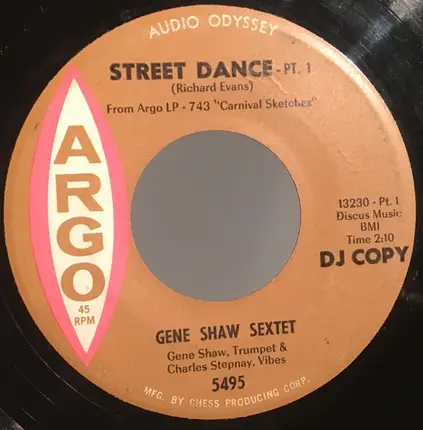 AUDIO ODYSSEY
STREET DANCE - PT. 1
(Richard Evans)
From Argo LP - 743 "Carnival Sketches"
ARGO
45
RPM
13230 - Pt. 1
Discus Music
BMI
Time 2:10
DJ COPY
GENE SHAW SEXTET
Gene Shaw, Trumpet &
Charles Stepnay, Vibes
5495
MFG. BY CHESS PRODUCING CORP.